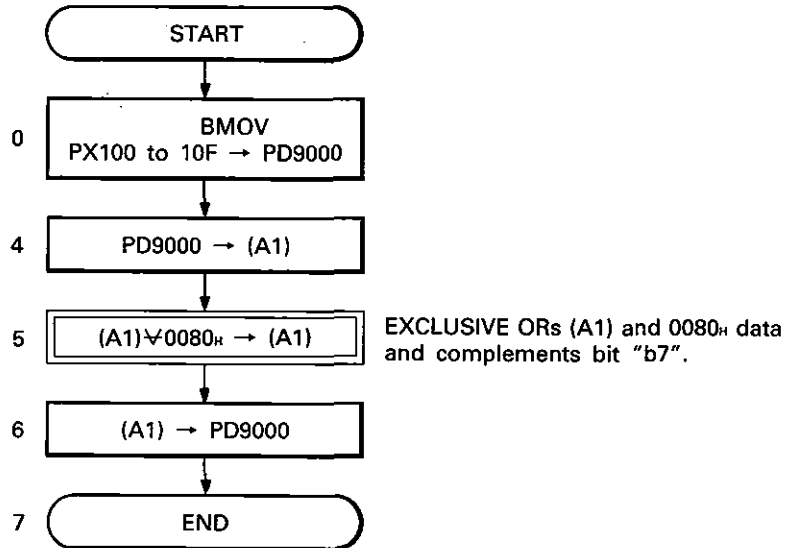 START
0
BMOV
PX100 to 10F → PD9000
4
PD9000 → (A1)
5
(A1)⩝0080H → (A1)
EXCLUSIVE ORs (A1) and 0080H data
and complements bit "b7".
6
(A1) → PD9000
7
END